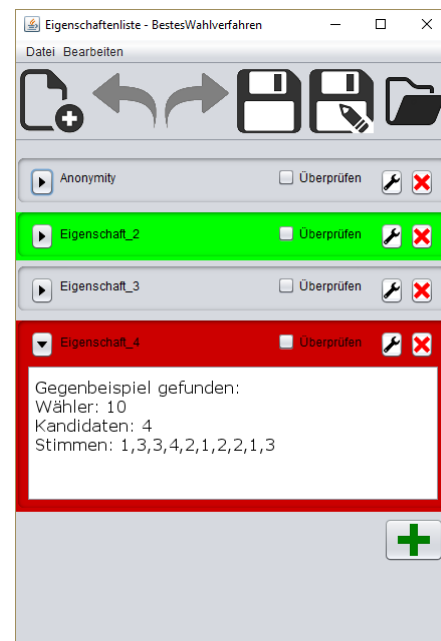 Eigenschaftenliste - BestesWahlverfahren
Datei Bearbeiten
Anonymity Überprüfen
Eigenschaft_2 Überprüfen
Eigenschaft_3 Überprüfen
Eigenschaft_4 Überprüfen
Gegenbeispiel gefunden:
Wähler: 10
Kandidaten: 4
Stimmen: 1,3,3,4,2,1,2,2,1,3